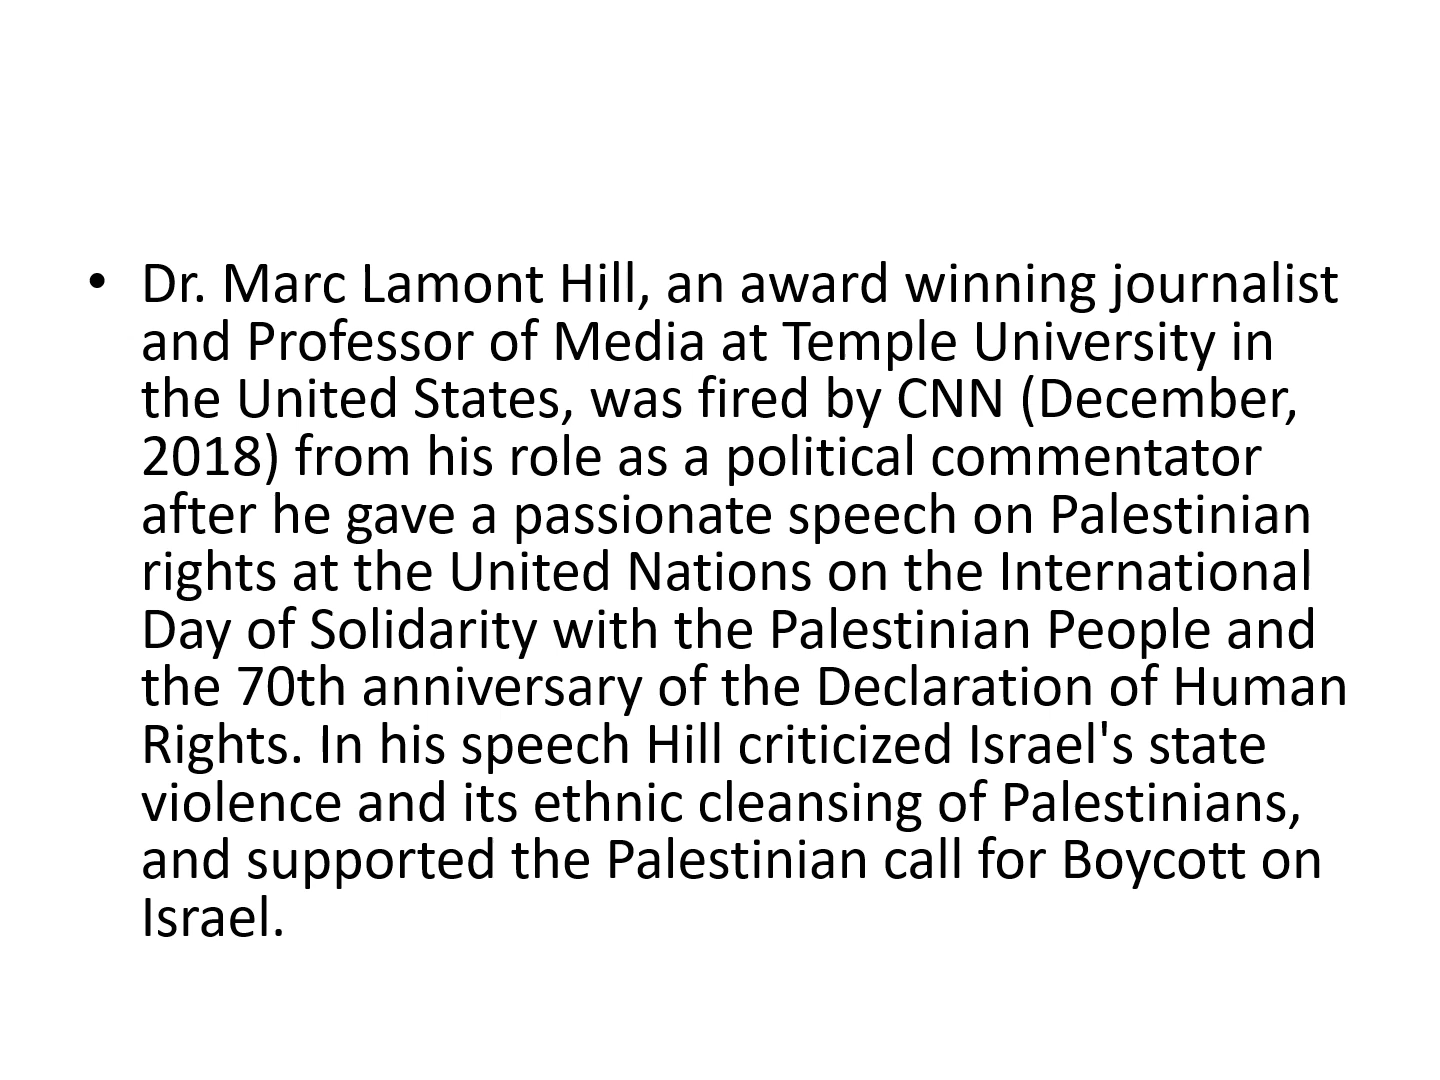 • Dr. Marc Lamont Hill, an award winning journalist
and Professor of Media at Temple University in
the United States, was fired by CNN (December,
2018) from his role as a political commentator
after he gave a passionate speech on Palestinian
rights at the United Nations on the International
Day of Solidarity with the Palestinian People and
the 70th anniversary of the Declaration of Human
Rights. In his speech Hill criticized Israel's state
violence and its ethnic cleansing of Palestinians,
and supported the Palestinian call for Boycott on
Israel.